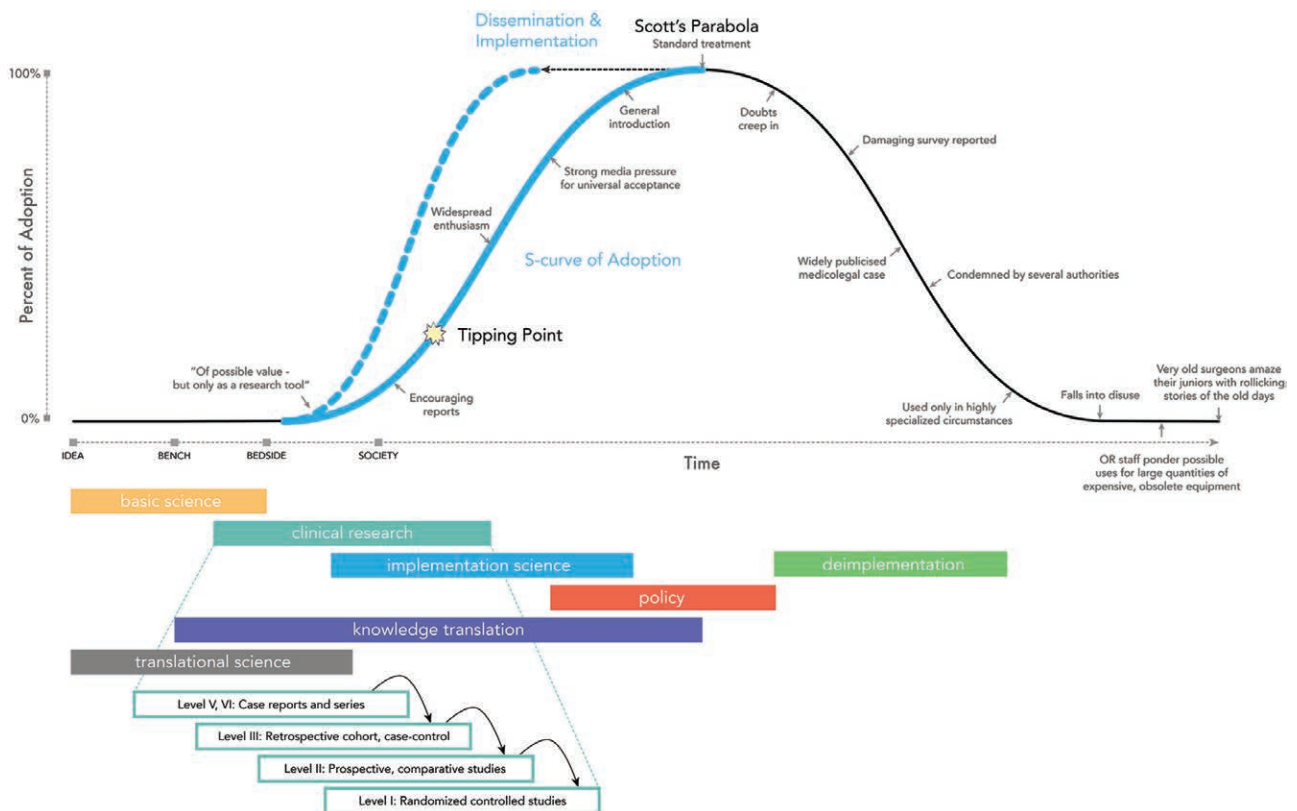 Dissemination &
Implementation
Scott's Parabola
Standard treatment
100%
General
introduction
Doubts
creep in
Damaging survey reported
Strong media pressure
for universal acceptance
Percent of Adoption
Widespread
enthusiasm
S-curve of Adoption
Widely publicised
medicolegal case
Condemned by several authorities
Tipping Point
"Of possible value -
but only as a research tool"
Encouraging
reports
Used only in highly
specialized circumstances
Falls into disuse
Very old surgeons amaze
their juniors with rollicking
stories of the old days
0%
IDEA
BENCH
BEDSIDE
SOCIETY
Time
OR staff ponder possible
uses for large quantities of
expensive, obsolete equipment
basic science
clinical research
implementation science
deimplementation
policy
knowledge translation
translational science
Level V, VI: Case reports and series
Level III: Retrospective cohort, case-control
Level II: Prospective, comparative studies
Level I: Randomized controlled studies